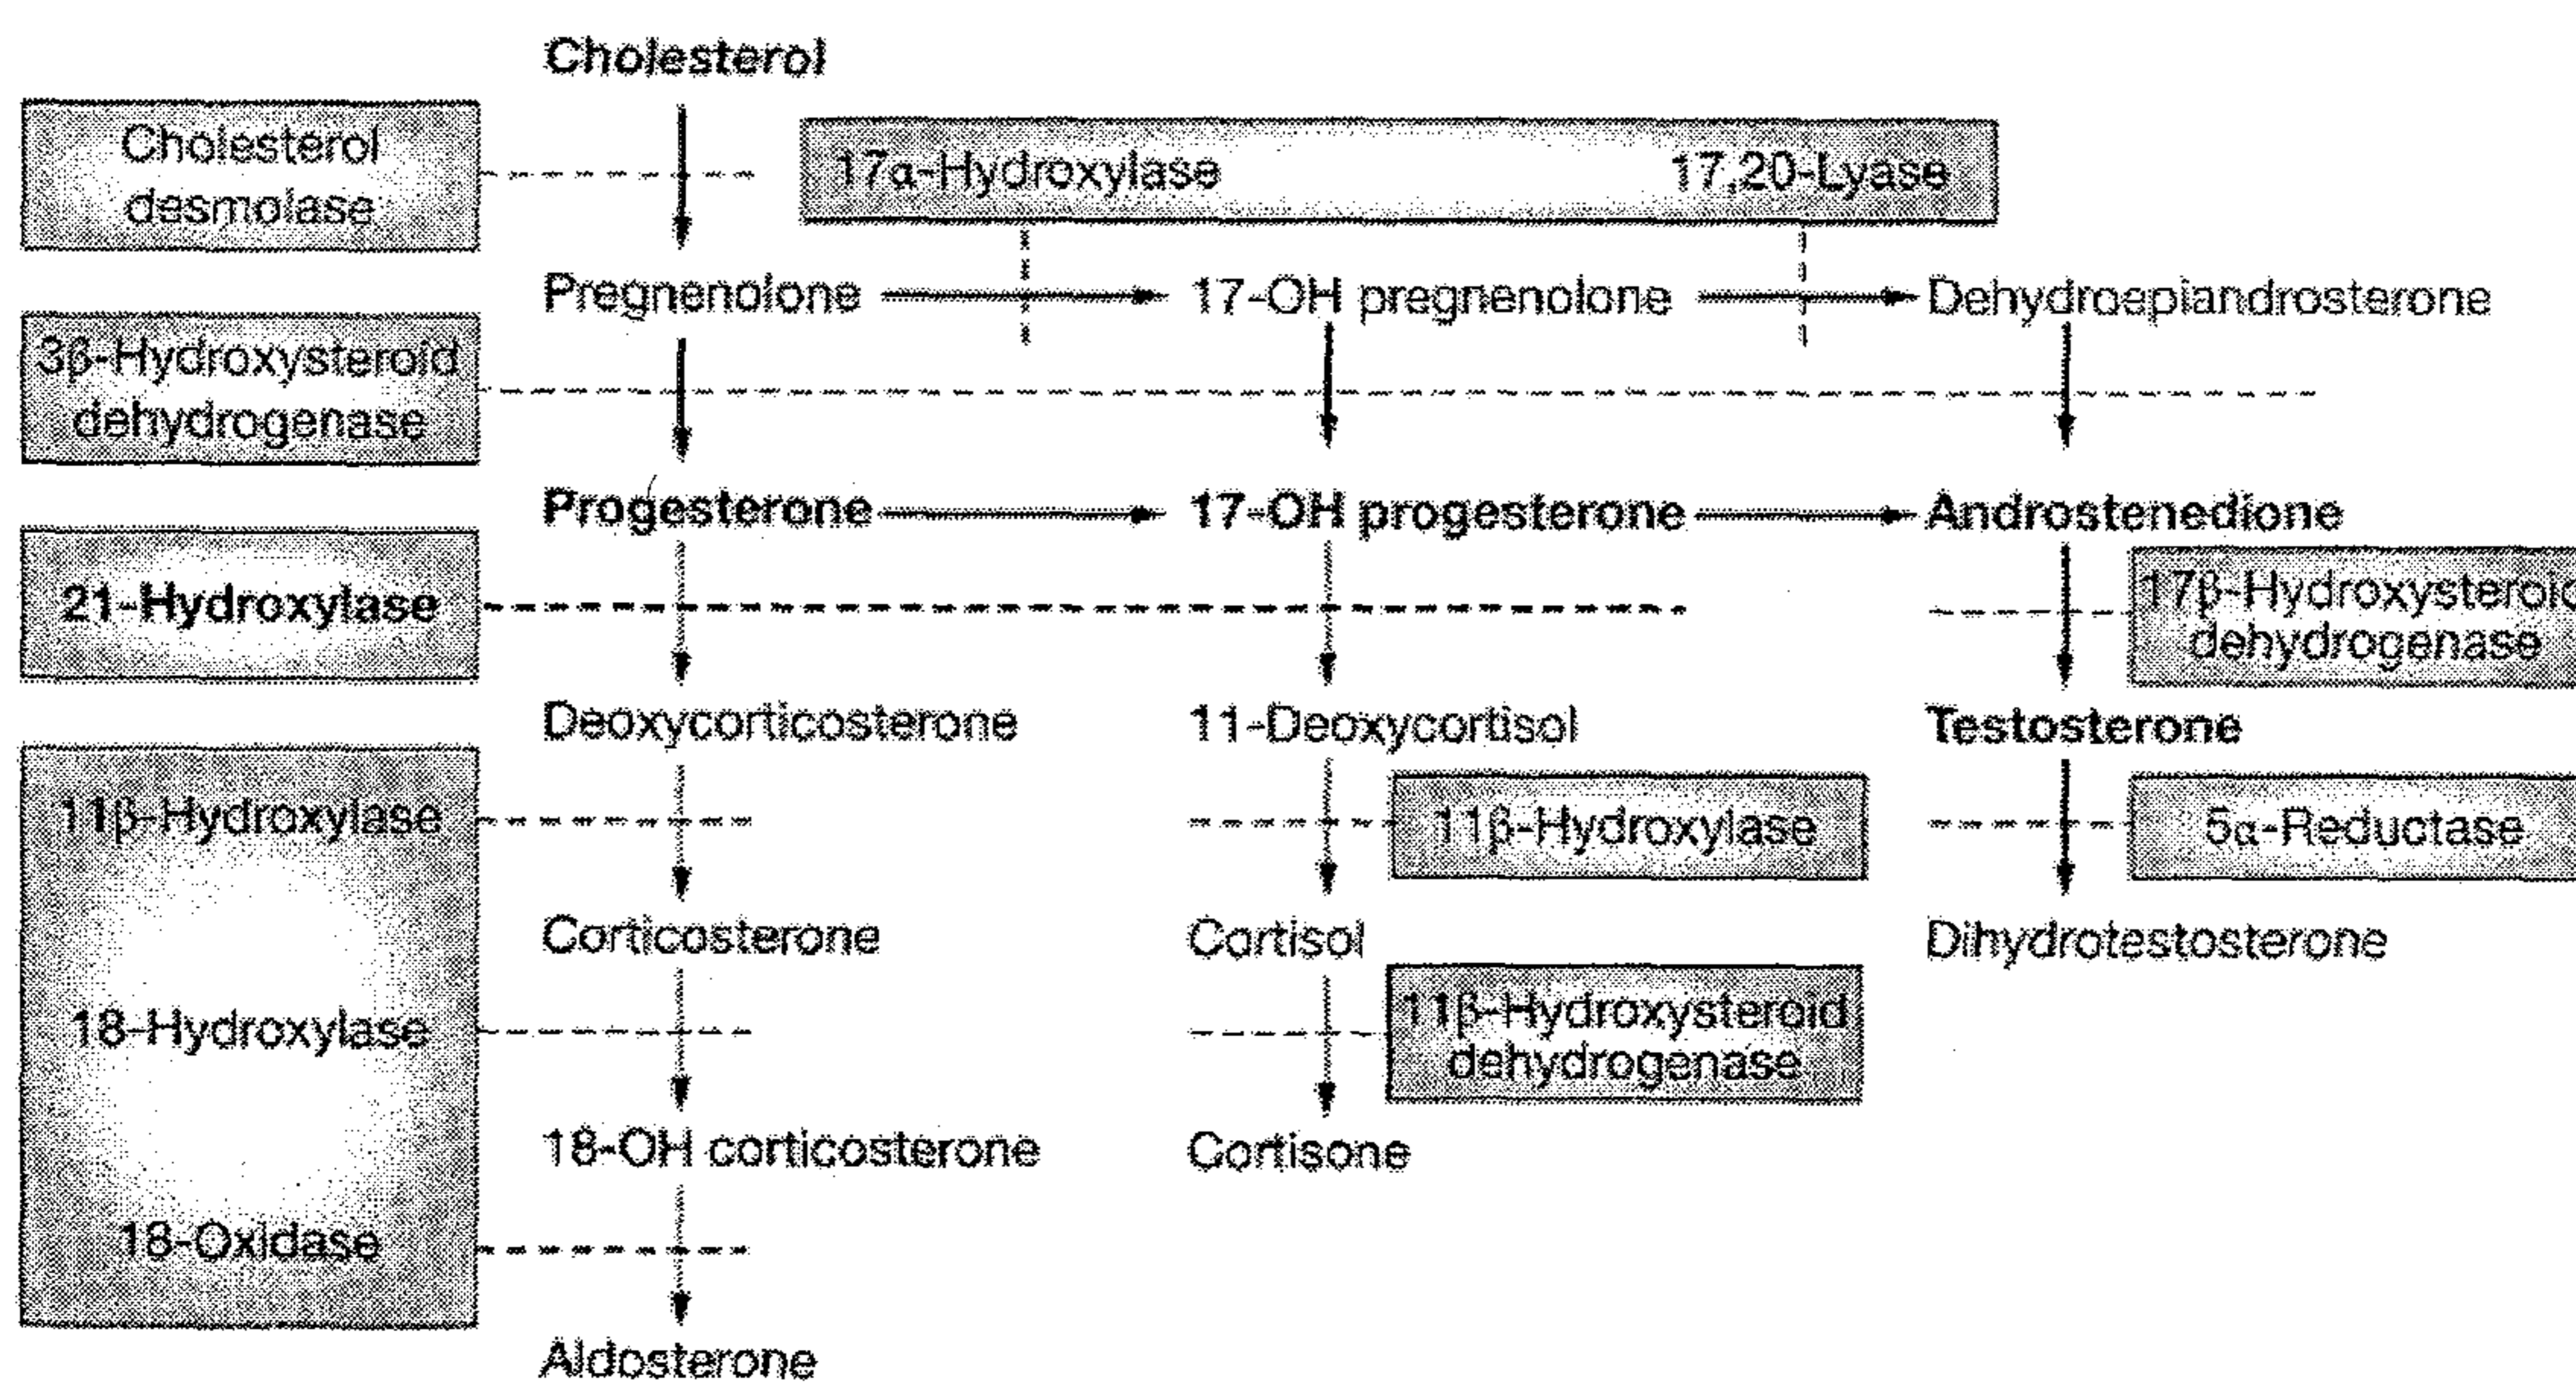 Cholesterol
Cholesterol
desmolase
17α-Hydroxylase 17,20-Lyase
Pregnenolone 17-OH pregnenolone Dehydroepiandrosterone
3β-Hydroxysteroid
dehydrogenase
Progesterone 17-OH progesterone Androstenedione
21-Hydroxylase
17β-Hydroxysteroid
dehydrogenase
Deoxycorticosterone 11-Deoxycortisol Testosterone
11β-Hydroxylase 11β-Hydroxylase 5α-Reductase
Corticosterone Cortisol Dihydrotestosterone
18-Hydroxylase
11β-Hydroxysteroid
dehydrogenase
18-OH corticosterone Cortisone
18-Oxidase
Aldosterone